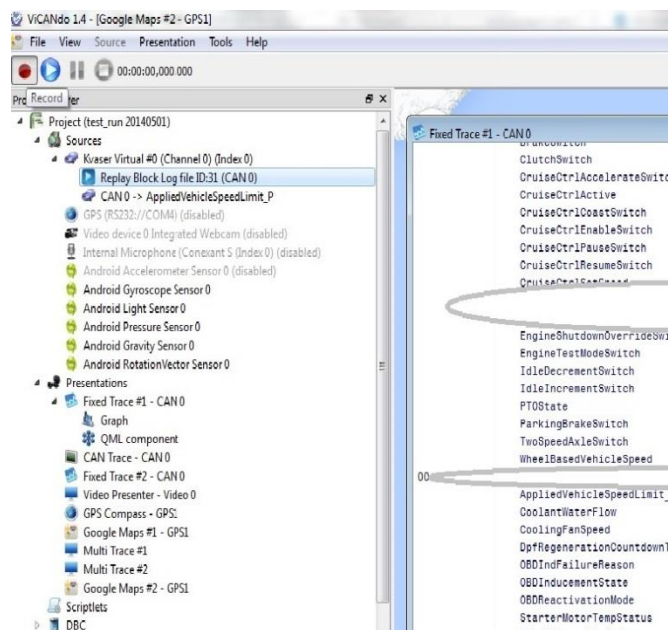 ViCANdo 1.4 - [Google Maps #2 - GPS1]
File View Source Presentation Tools Help
00:00:00,000 000
Record
Project (test_run 20140501)
Sources
Kvaser Virtual #0 (Channel 0) (Index 0)
Replay Block Log file ID:31 (CAN 0)
CAN 0 -> AppliedVehicleSpeedLimit_P
GPS (RS232://COM4) (disabled)
Video device 0 Integrated Webcam (disabled)
Internal Microphone (Conexant S (Index 0) (disabled)
Android Accelerometer Sensor 0 (disabled)
Android Gyroscope Sensor 0
Android Light Sensor 0
Android Pressure Sensor 0
Android Gravity Sensor 0
Android RotationVector Sensor 0
Presentations
Fixed Trace #1 - CAN 0
Graph
QML component
CAN Trace - CAN 0
Fixed Trace #2 - CAN 0
Video Presenter - Video 0
GPS Compass - GPS1
Google Maps #1 - GPS1
Multi Trace #1
Multi Trace #2
Google Maps #2 - GPS1
Scriptlets
DBC
Fixed Trace #1 - CAN 0
BrakeSwitch
ClutchSwitch
CruiseCtrlAccelerateSwitc
CruiseCtrlActive
CruiseCtrlCoastSwitch
CruiseCtrlEnableSwitch
CruiseCtrlPauseSwitch
CruiseCtrlResumeSwitch
CruiseCtrlSetSpeed
EngineShutdownOverrideSwi
EngineTestModeSwitch
IdleDecrementSwitch
IdleIncrementSwitch
PTOState
ParkingBrakeSwitch
TwoSpeedAxleSwitch
WheelBasedVehicleSpeed
00
AppliedVehicleSpeedLimit_
CoolantWaterFlow
CoolingFanSpeed
DpfRegenerationCountdownT
OBDIndFailureReason
OBDInducementState
OBDReactivationMode
StarterMotorTempStatus